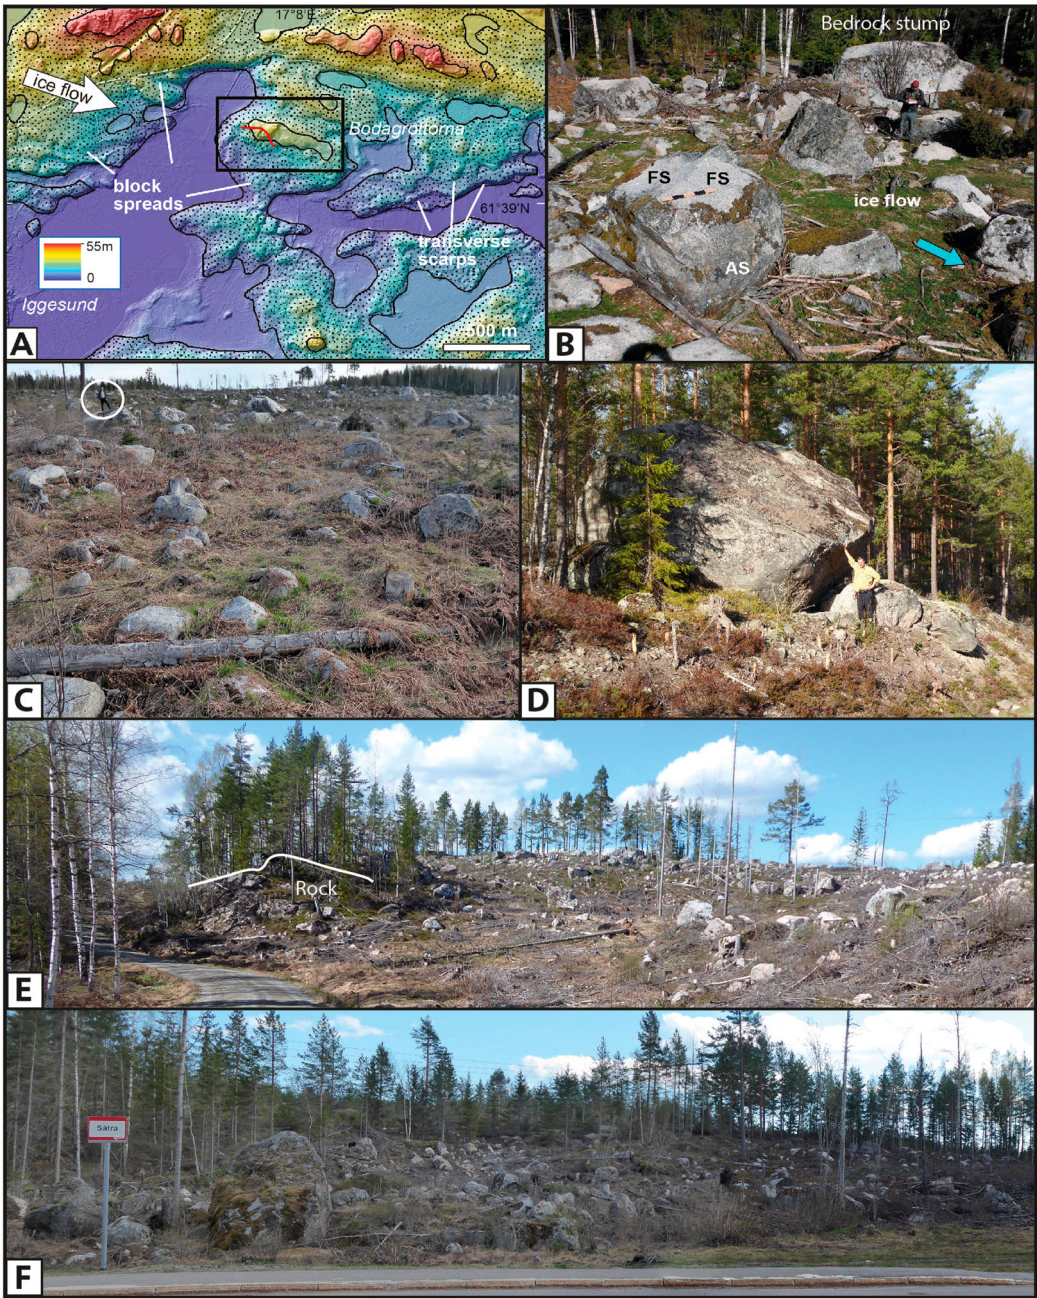 17°8'E
ice flow
Bodagrottorna
block
spreads
61°39'N
transverse
scarps
55m
0
Iggesund
500 m
A
Bedrock stump
FS
FS
ice flow
AS
B
C
D
Rock
E
Sätra
F